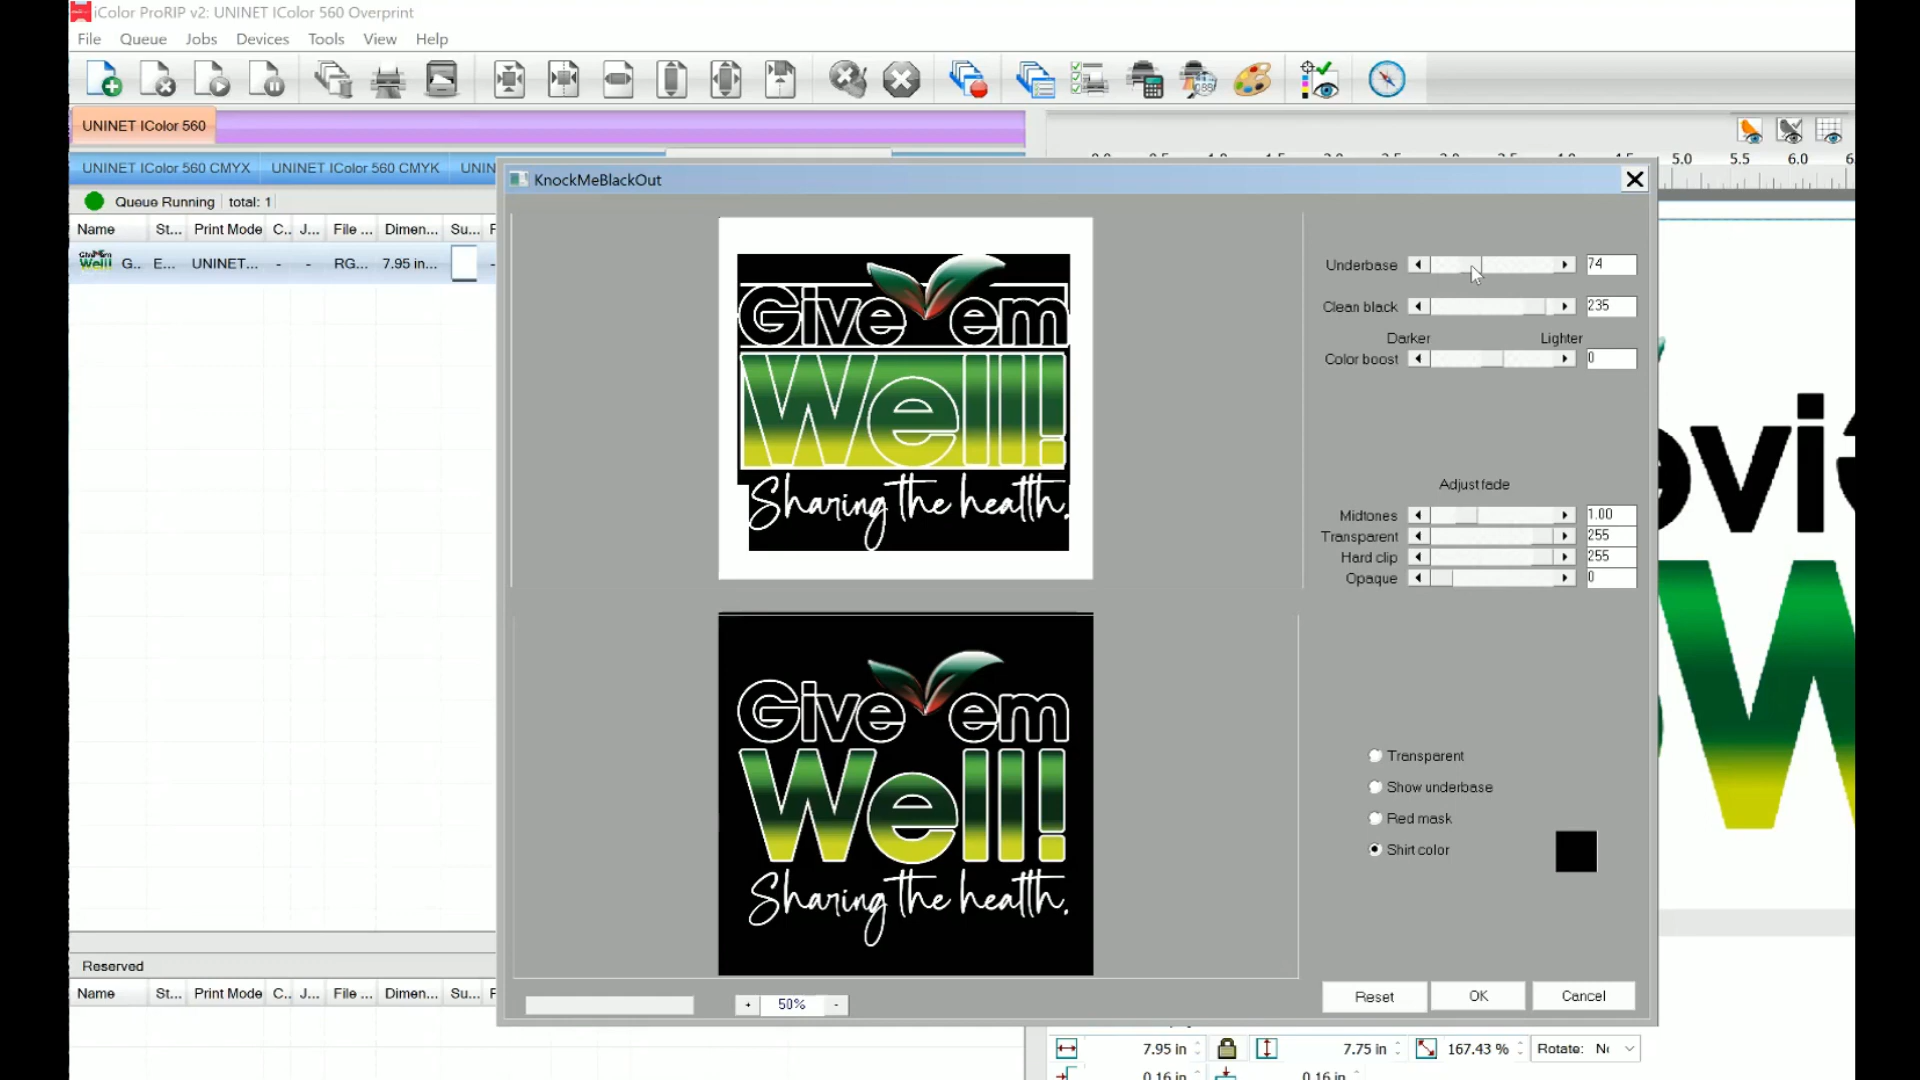 iColor ProRIP v2: UNINET IColor 560 Overprint
File Queue Jobs Devices Tools View Help
UNINET IColor 560
UNINET IColor 560 CMYX UNINET IColor 560 CMYK UNIN
Queue Running total: 1
Name St... Print Mode C.. J... File ... Dimen... Su... F
G.. E... UNINET... - - RG... 7.95 in... -
KnockMeBlackOut
5.0 5.5 6.0
Give em
Well!
Sharing the health.
Underbase 74
Clean black 235
Darker Lighter
Color boost 0
Adjust fade
Midtones 1.00
Transparent 255
Hard clip 255
Opaque 0
Give em
Well!
Sharing the health.
Transparent
Show underbase
Red mask
Shirt color
Reserved
Name St... Print Mode C.. J... File ... Dimen... Su... F
+ 50% -
Reset OK Cancel
7.95 in 7.75 in 167.43 % Rotate:
0.16 in 0.16 in